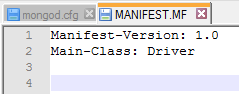 mongod.cfg MANIFEST.MF
1 Manifest-Version: 1.0
2 Main-Class: Driver
3
4